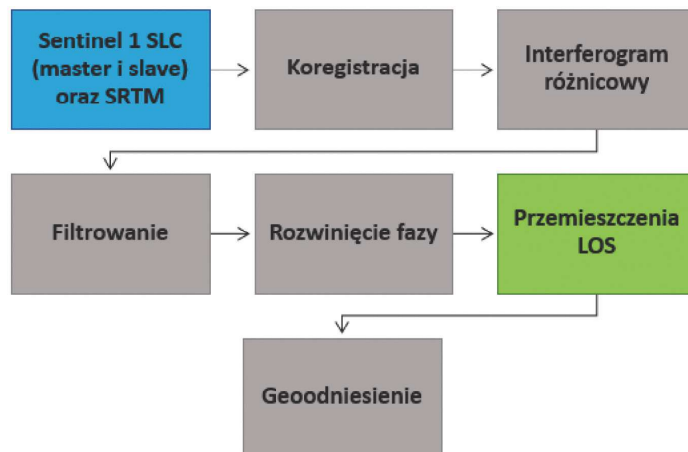 Sentinel 1 SLC
(master i slave)
oraz SRTM
Koregistracja
Interferogram
różnicowy
Filtrowanie
Rozwinięcie fazy
Przemieszczenia
LOS
Geoodniesienie